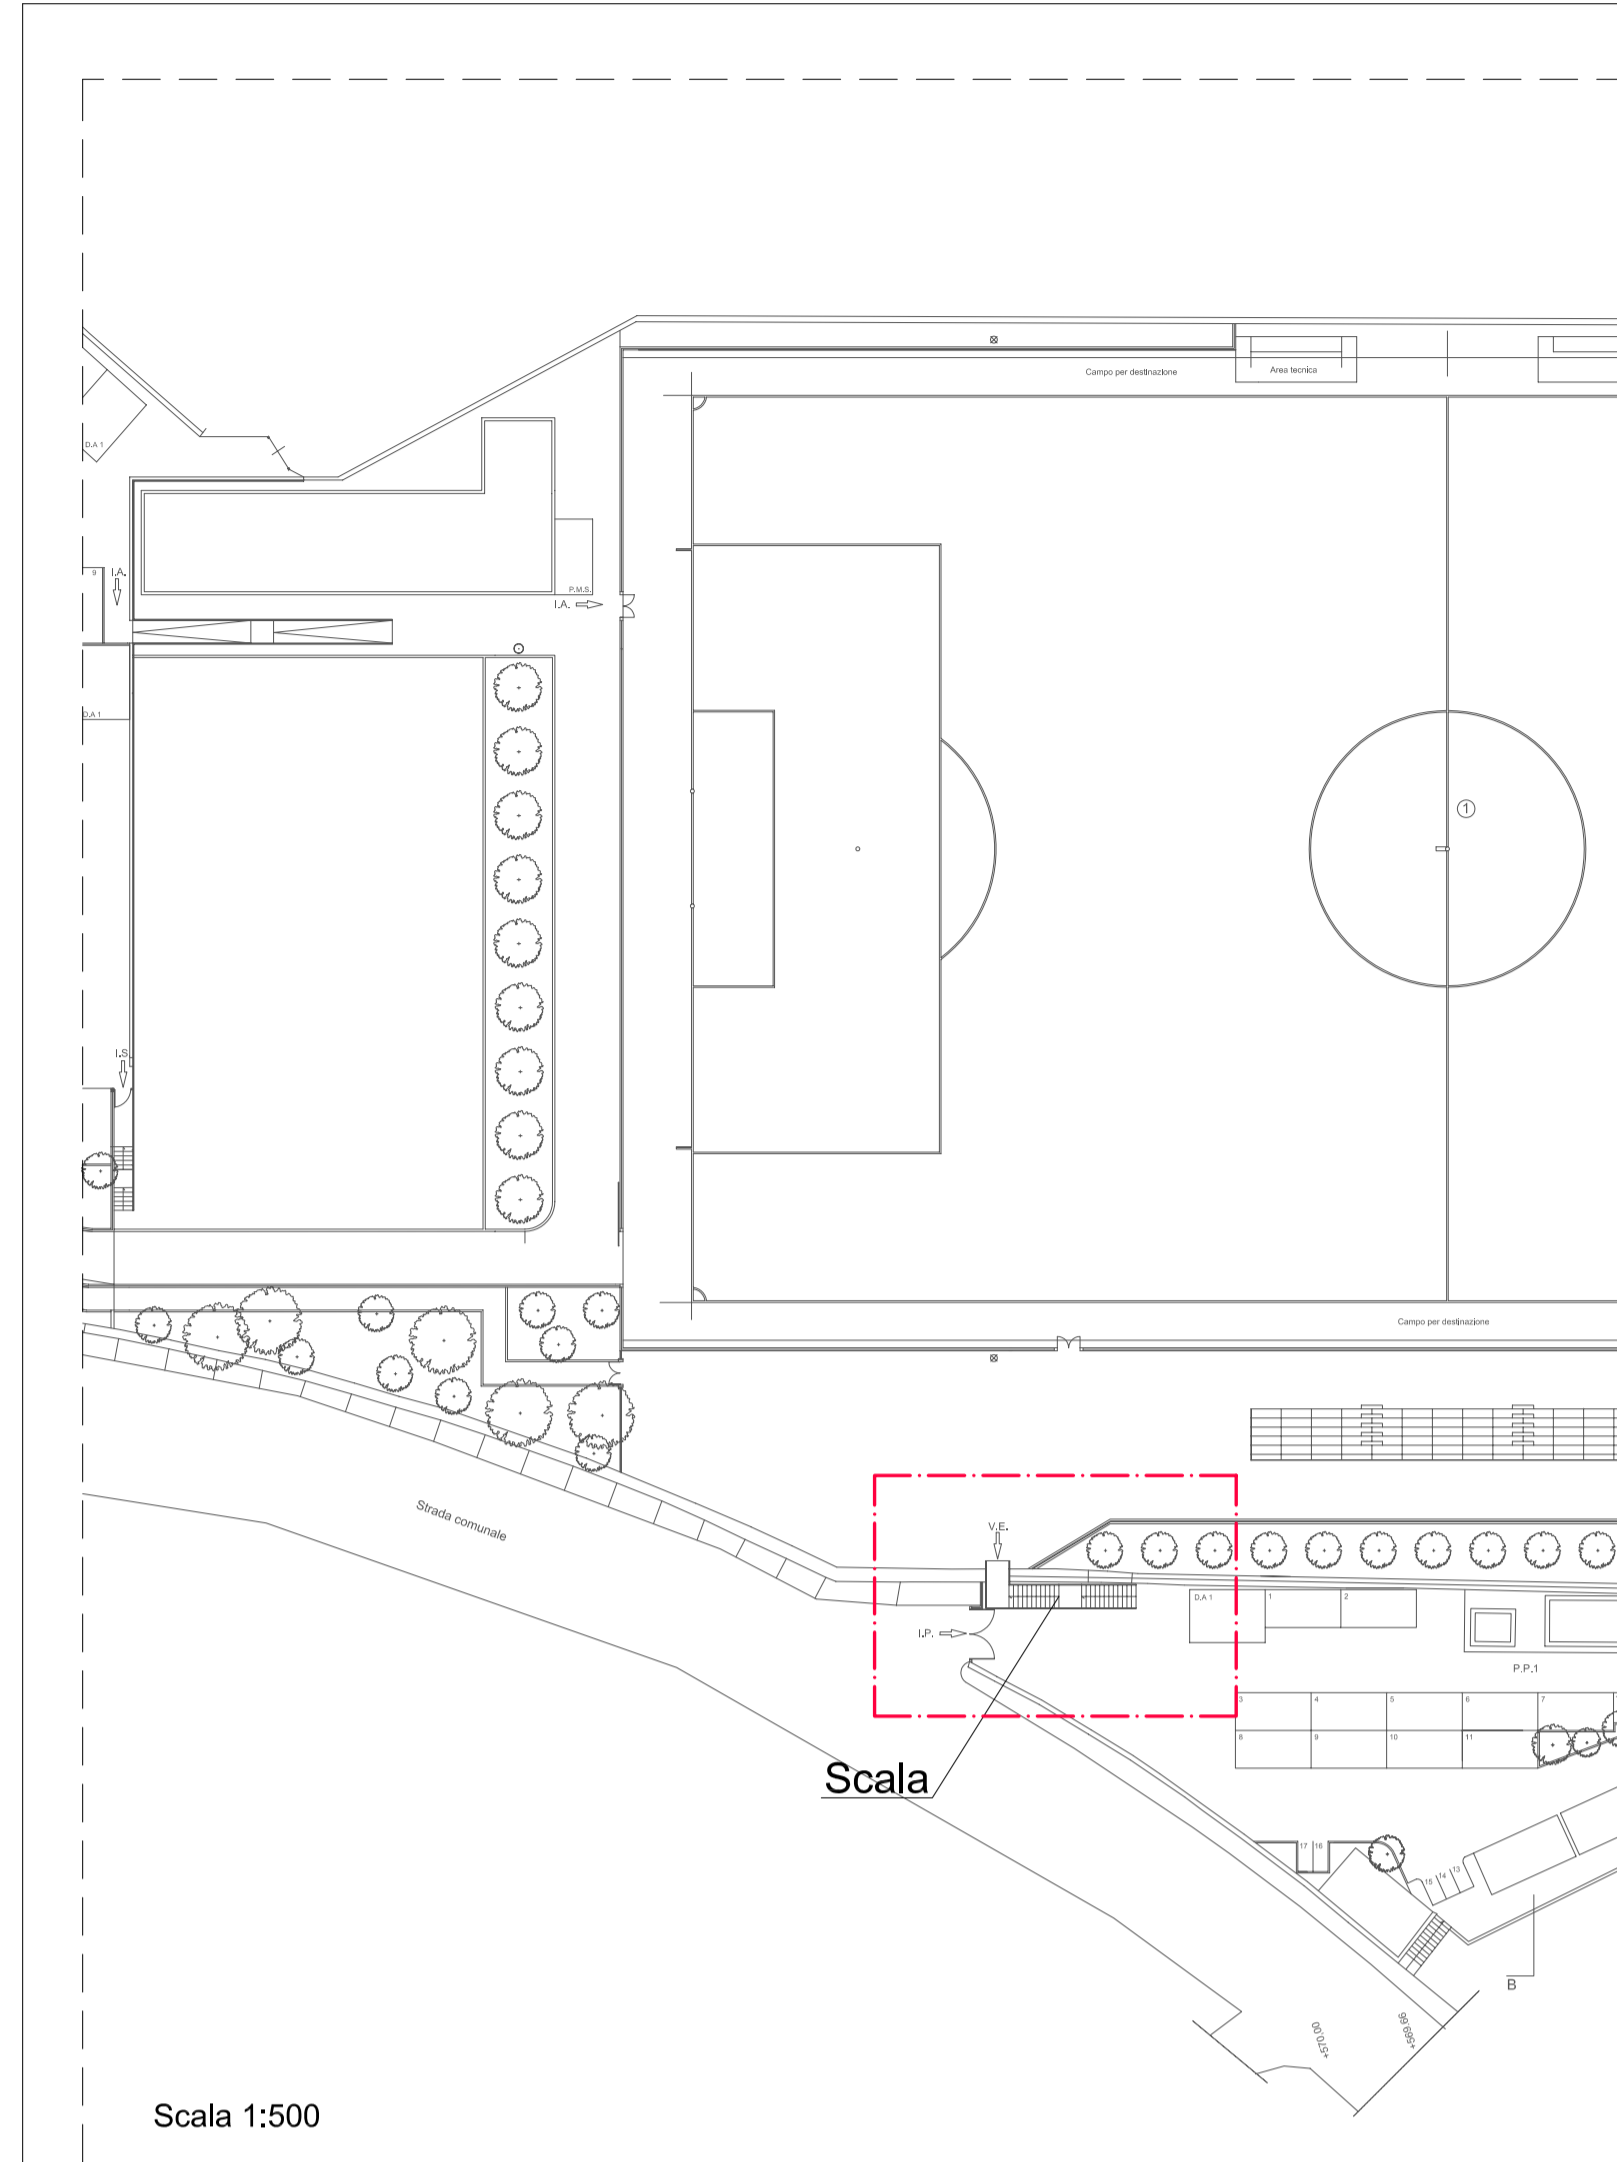 Campo per destinazione
Area tecnica
D.A 1
9
I.A.
P.M.S.
I.A.
D.A 1
1
I.S.
Campo per destinazione
Strada comunale
V.E.
I.P.
D.A 1
1
2
P.P.1
3
4
5
6
7
8
9
10
11
Scala
17
16
15
14
13
B
+570.00
+569.66
Scala 1:500